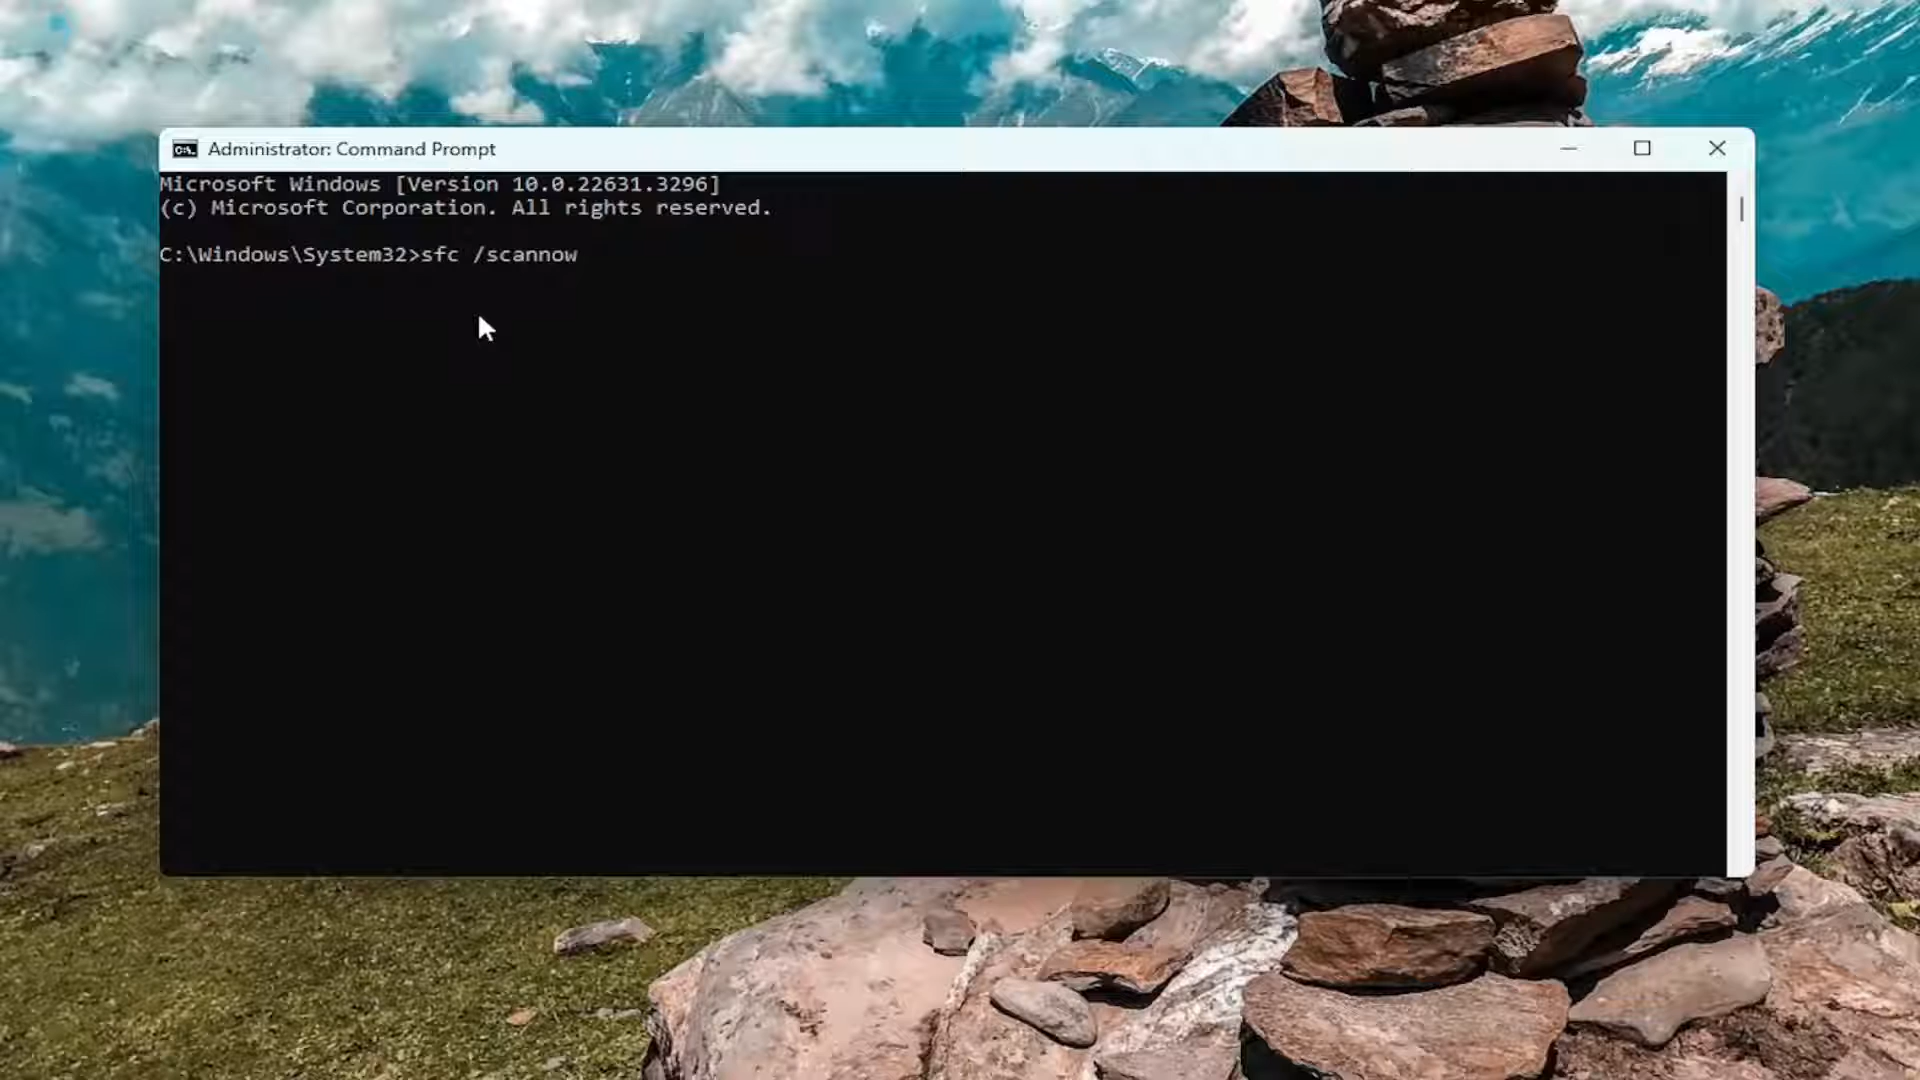 Administrator: Command Prompt
Microsoft Windows [Version 10.0.22631.3296]
(c) Microsoft Corporation. All rights reserved.
C:\Windows\System32>sfc /scannow